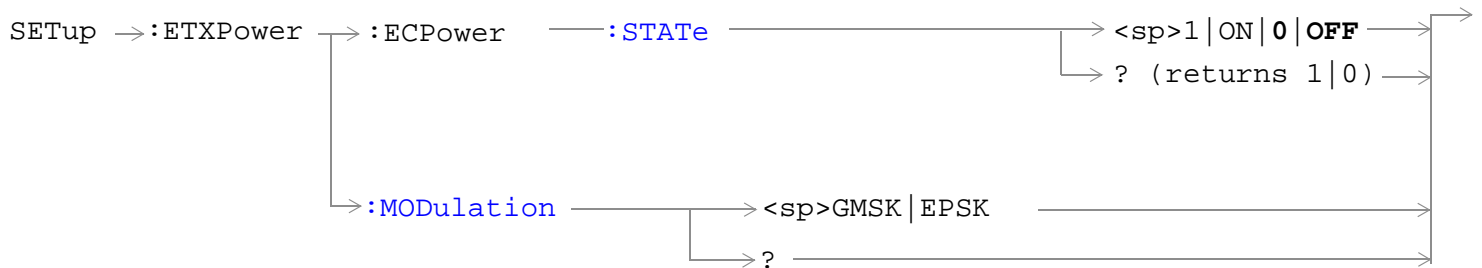 SETup :ETXPower :ECPower :STATe <sp>1|ON|0|OFF
? (returns 1|0)
:MODulation <sp>GMSK|EPSK
?